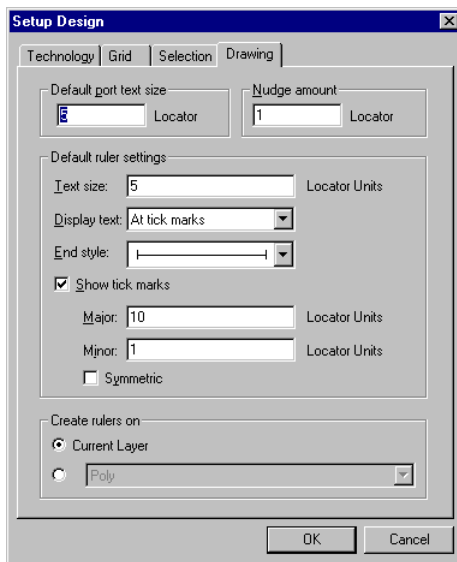 Setup Design
Technology Grid Selection Drawing
Default port text size
5 Locator
Nudge amount
1 Locator
Default ruler settings
Text size: 5 Locator Units
Display text: At tick marks
End style:
Show tick marks
Major: 10 Locator Units
Minor: 1 Locator Units
Symmetric
Create rulers on
Current Layer
Poly
OK Cancel